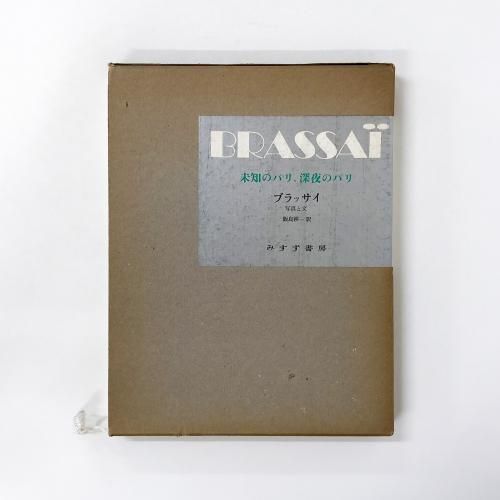 BRASSAÏ
未知のパリ、深夜のパリ
ブラッサイ
写真と文
飯島耕一訳
みすず書房